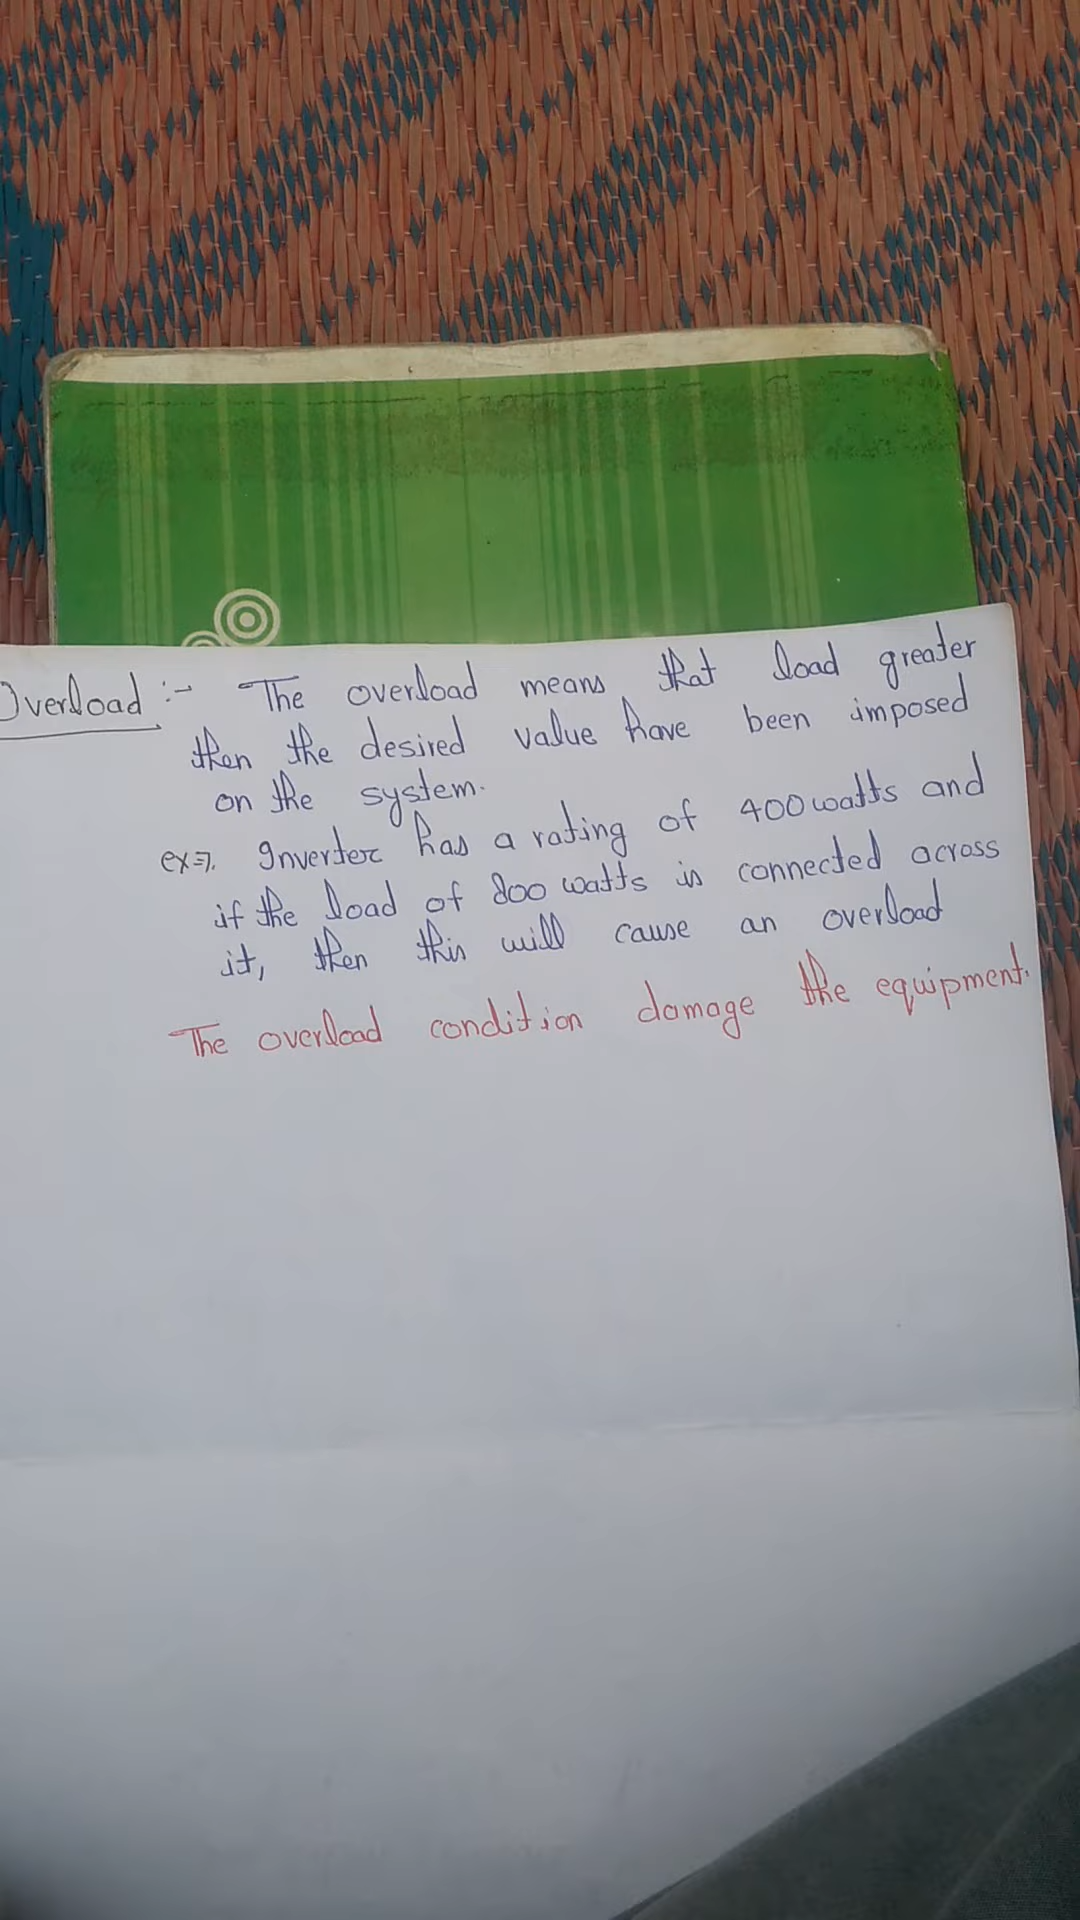 Overload :- The overload means that load greater
then the desired value have been imposed
on the system.
ex⇒. Inverter has a rating of 400 watts and
if the load of 800 watts is connected across
it, then this will cause an overload
The overload condition damage the equipment.